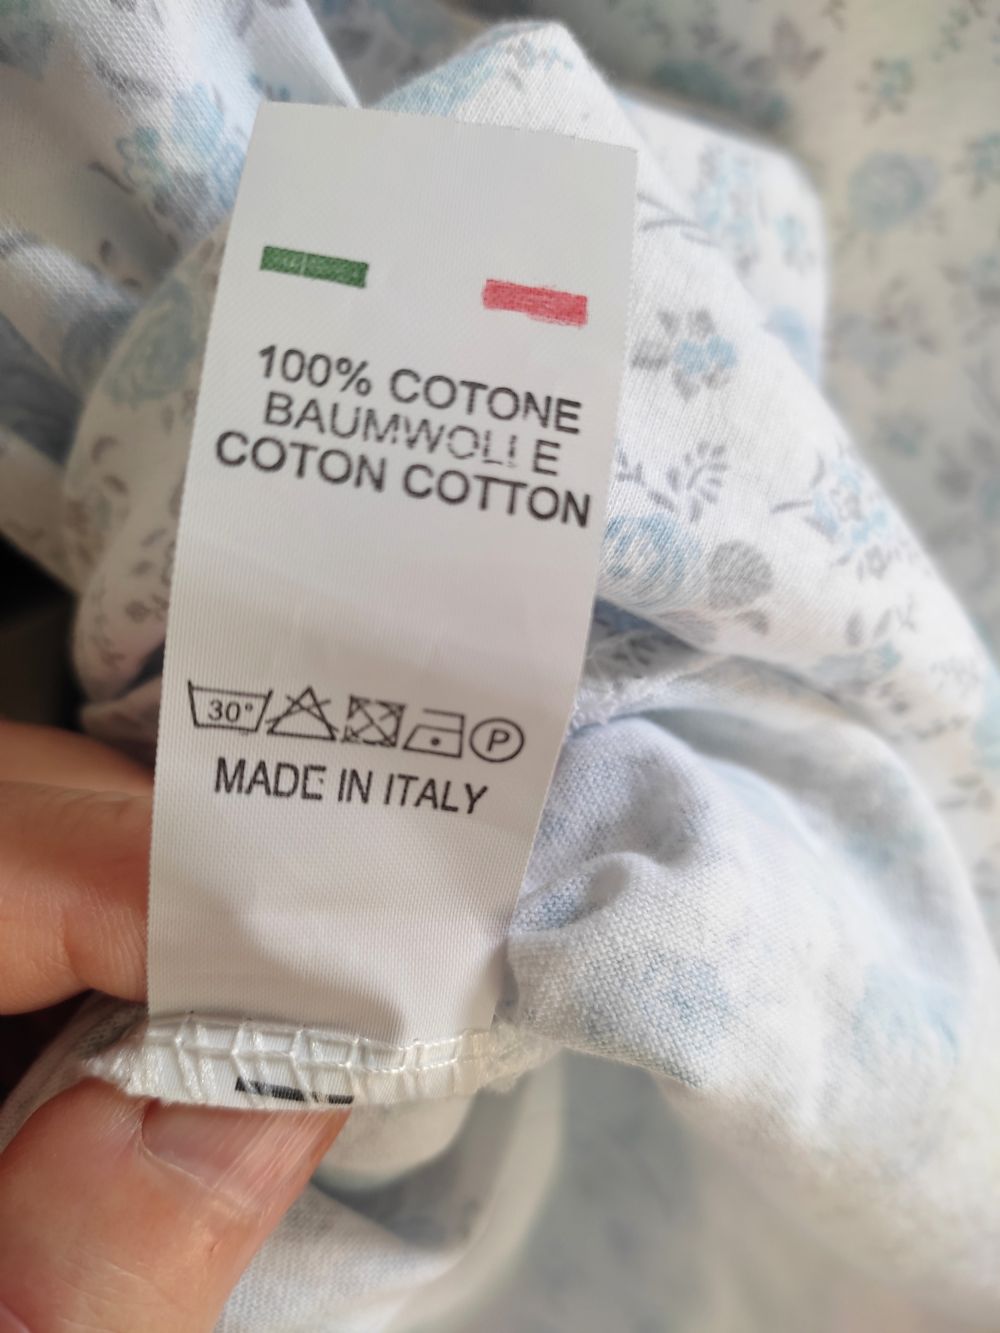 100% COTONE
BAUMWOLLE
COTON COTTON
30° P
MADE IN ITALY